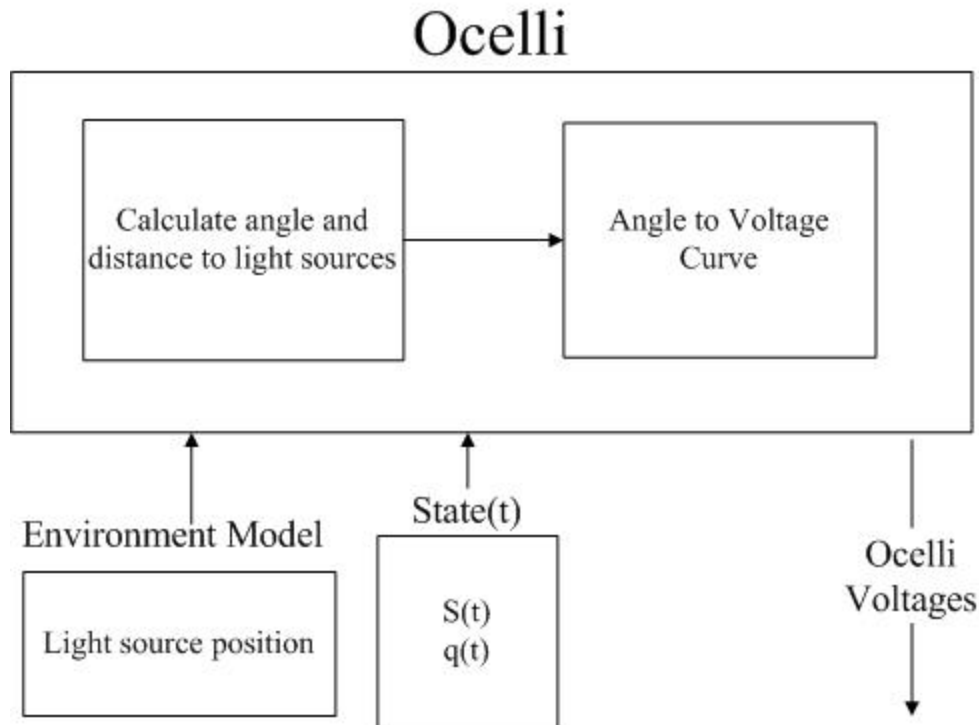 Ocelli
Calculate angle and
distance to light sources
Angle to Voltage
Curve
Environment Model
Light source position
State(t)
S(t)
q(t)
Ocelli
Voltages